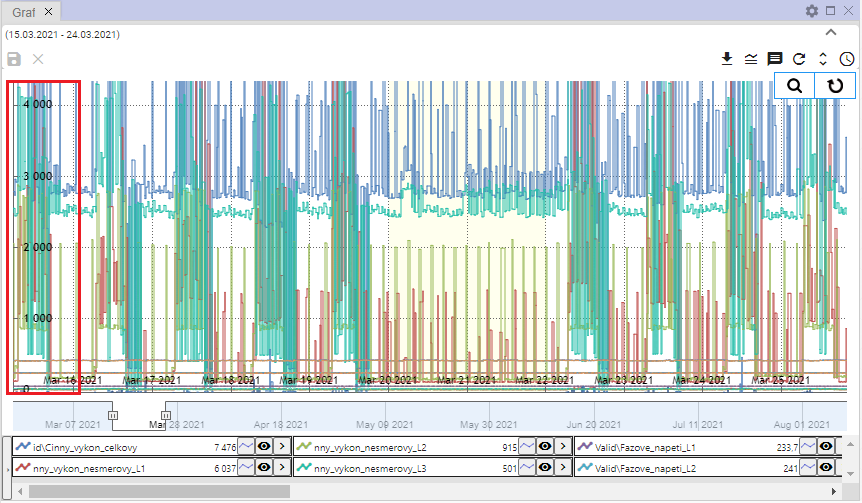 Graf
(15.03.2021 - 24.03.2021)
4 000
3 000
2 000
1 000
0
Mar 16 2021 Mar 17 2021 Mar 18 2021 Mar 19 2021 Mar 20 2021 Mar 21 2021 Mar 22 2021 Mar 23 2021 Mar 24 2021 Mar 25 2021
Mar 07 2021 Mar 28 2021 Apr 18 2021 May 09 2021 May 30 2021 Jun 20 2021 Jul 11 2021 Aug 01 2021
id\Cinny_vykon_celkovy 7 476 nny_vykon_nesmerovy_L2 915 Valid\Fazove_napeti_L1 233,7
nny_vykon_nesmerovy_L1 6 037 nny_vykon_nesmerovy_L3 501 Valid\Fazove_napeti_L2 241